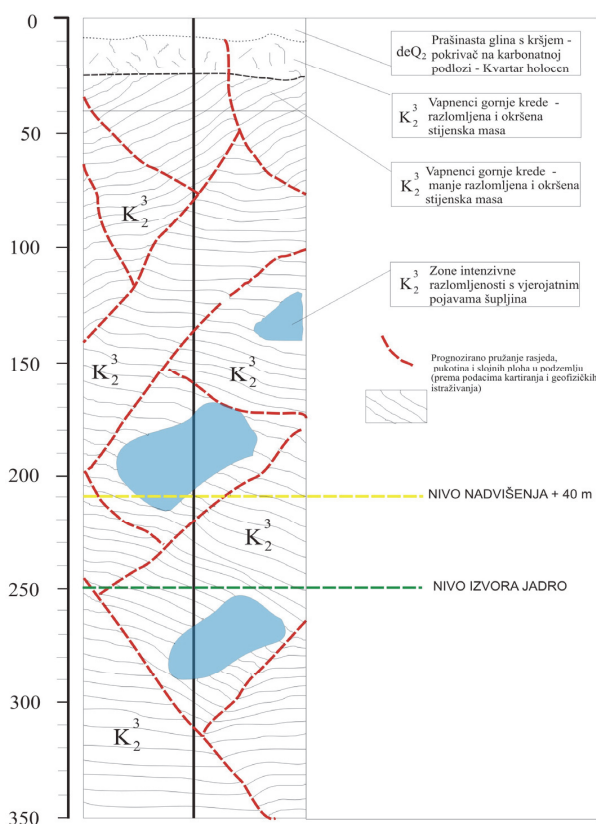 0
50
100
150
200
250
300
350
deQ2
Prašinasta glina s kršjem -
pokrivač na karbonatnoj
podlozi - Kvartar holocen
K 3 2
Vapnenci gornje krede -
razlomljena i okršena
stijenska masa
K 3 2
Vapnenci gornje krede -
manje razlomljena i okršena
stijenska masa
K 3 2
Zone intenzivne
razlomljenosti s vjerojatnim
pojavama šupljina
Prognozirano pružanje rasjeda,
pukotina i slojnih ploha u podzemlju
(prema podacima kartiranja i geofizičkih
istraživanja)
K 3 2
K 3 2
K 3 2
NIVO NADVIŠENJA + 40 m
K 3 2
NIVO IZVORA JADRO
K 3 2